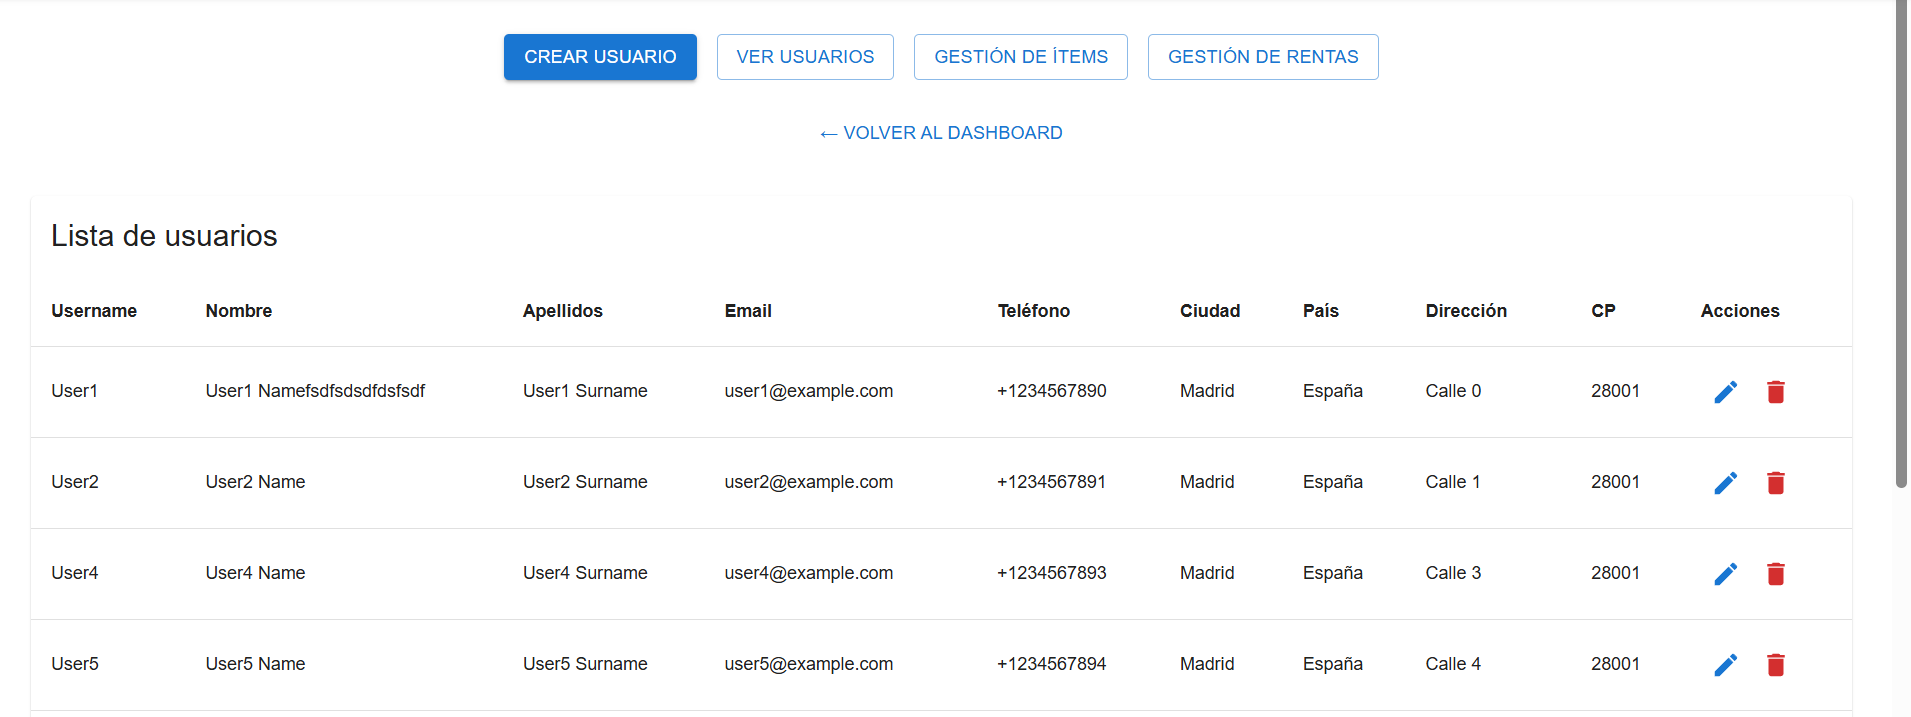 CREAR USUARIO VER USUARIOS GESTIÓN DE ÍTEMS GESTIÓN DE RENTAS
← VOLVER AL DASHBOARD
Lista de usuarios
Username Nombre Apellidos Email Teléfono Ciudad País Dirección CP Acciones
User1 User1 Namefsdfsdsdfdsfsdf User1 Surname user1@example.com +1234567890 Madrid España Calle 0 28001
User2 User2 Name User2 Surname user2@example.com +1234567891 Madrid España Calle 1 28001
User4 User4 Name User4 Surname user4@example.com +1234567893 Madrid España Calle 3 28001
User5 User5 Name User5 Surname user5@example.com +1234567894 Madrid España Calle 4 28001